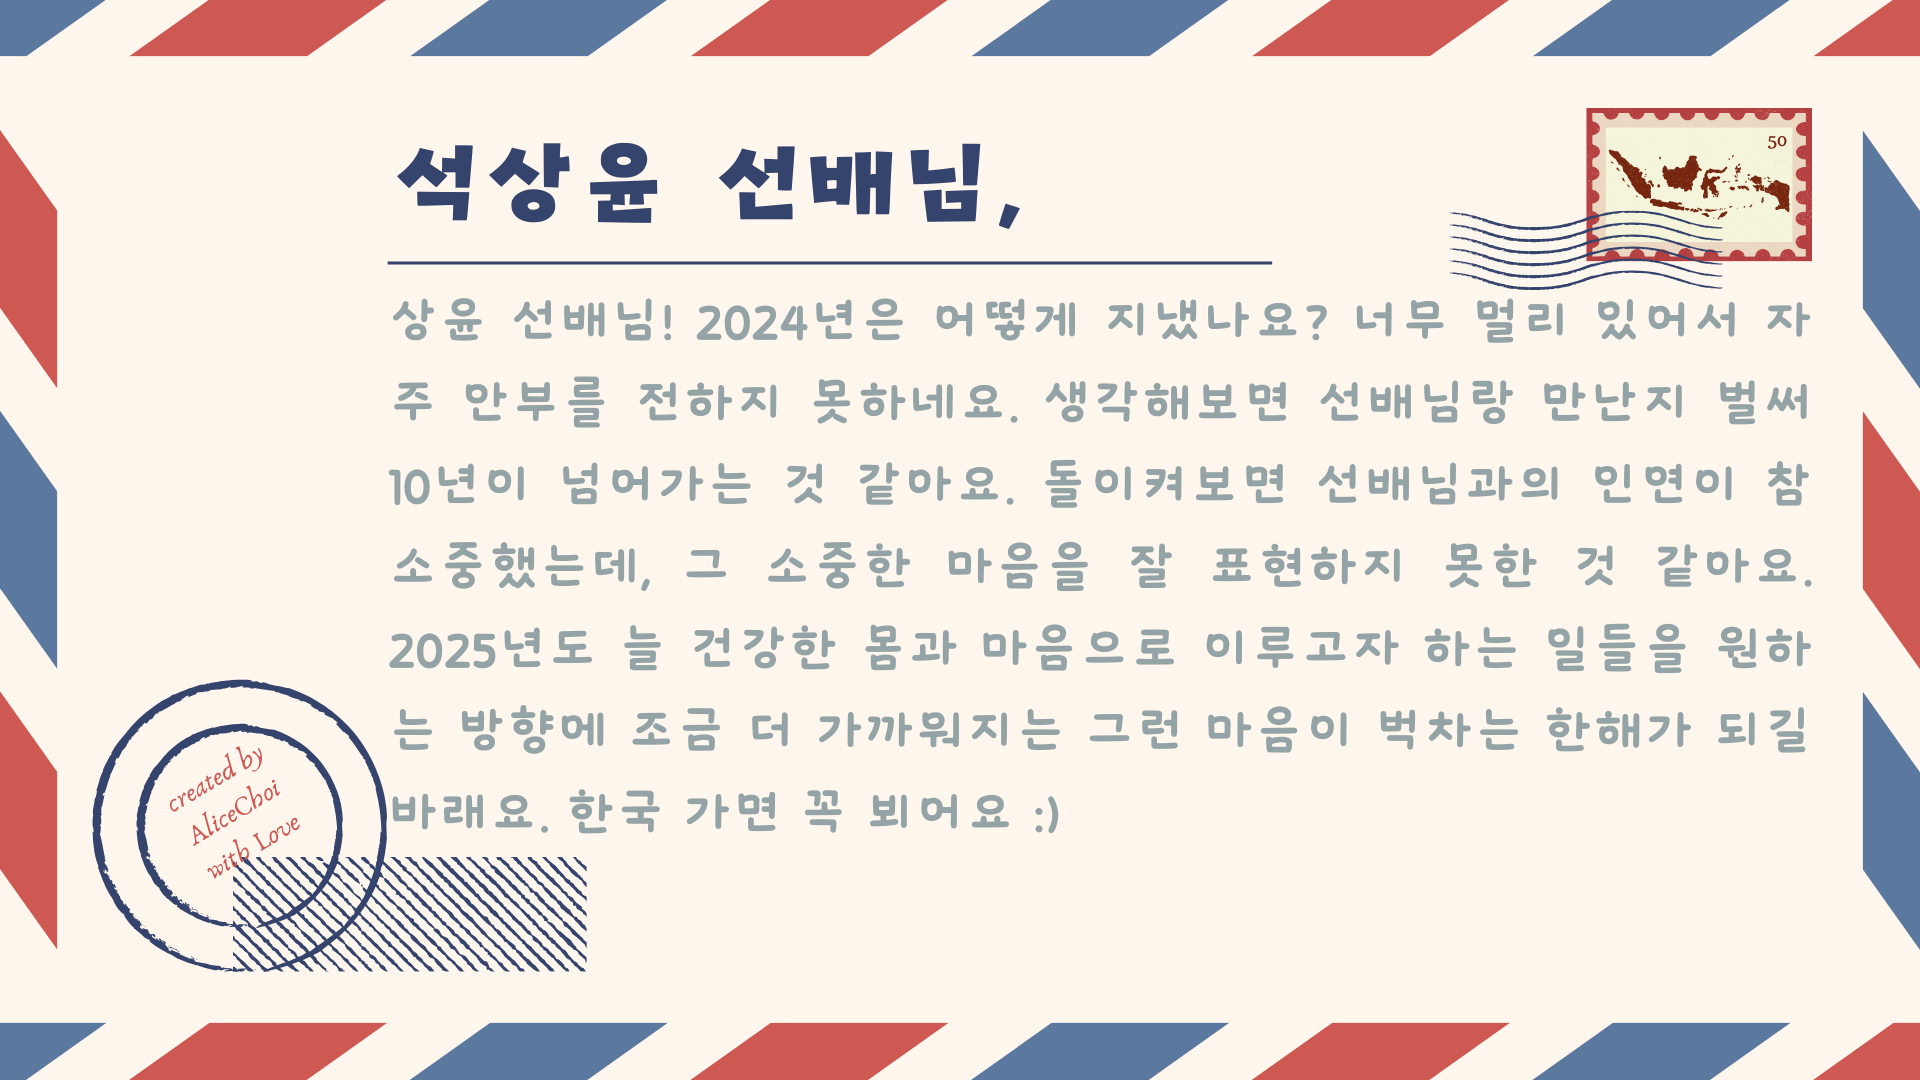 석상윤 선배님,
50
상윤 선배님! 2024년은 어떻게 지냈나요? 너무 멀리 있어서 자
주 안부를 전하지 못하네요. 생각해보면 선배님랑 만난지 벌써
10년이 넘어가는 것 같아요. 돌이켜보면 선배님과의 인연이 참
소중했는데, 그 소중한 마음을 잘 표현하지 못한 것 같아요.
2025년도 늘 건강한 몸과 마음으로 이루고자 하는 일들을 원하
는 방향에 조금 더 가까워지는 그런 마음이 벅차는 한해가 되길
바래요. 한국 가면 꼭 뵈어요 :)
created by
AliceChoi
with Love